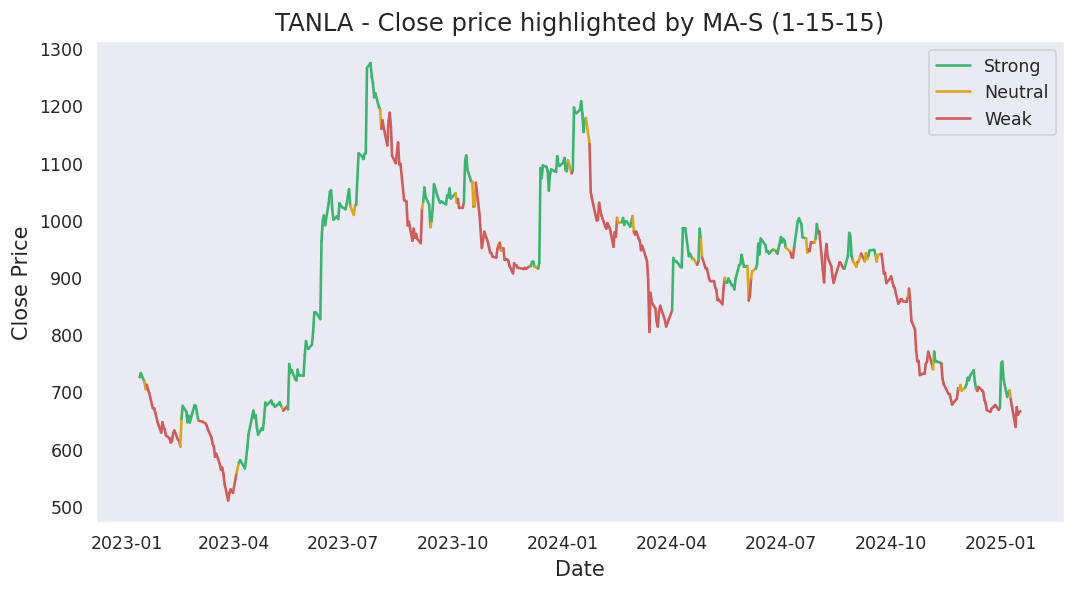 TANLA - Close price highlighted by MA-S (1-15-15)
1300
1200
1100
1000
900
800
700
600
500
Close Price
Strong
Neutral
Weak
2023-01 2023-04 2023-07 2023-10 2024-01 2024-04 2024-07 2024-10 2025-01
Date